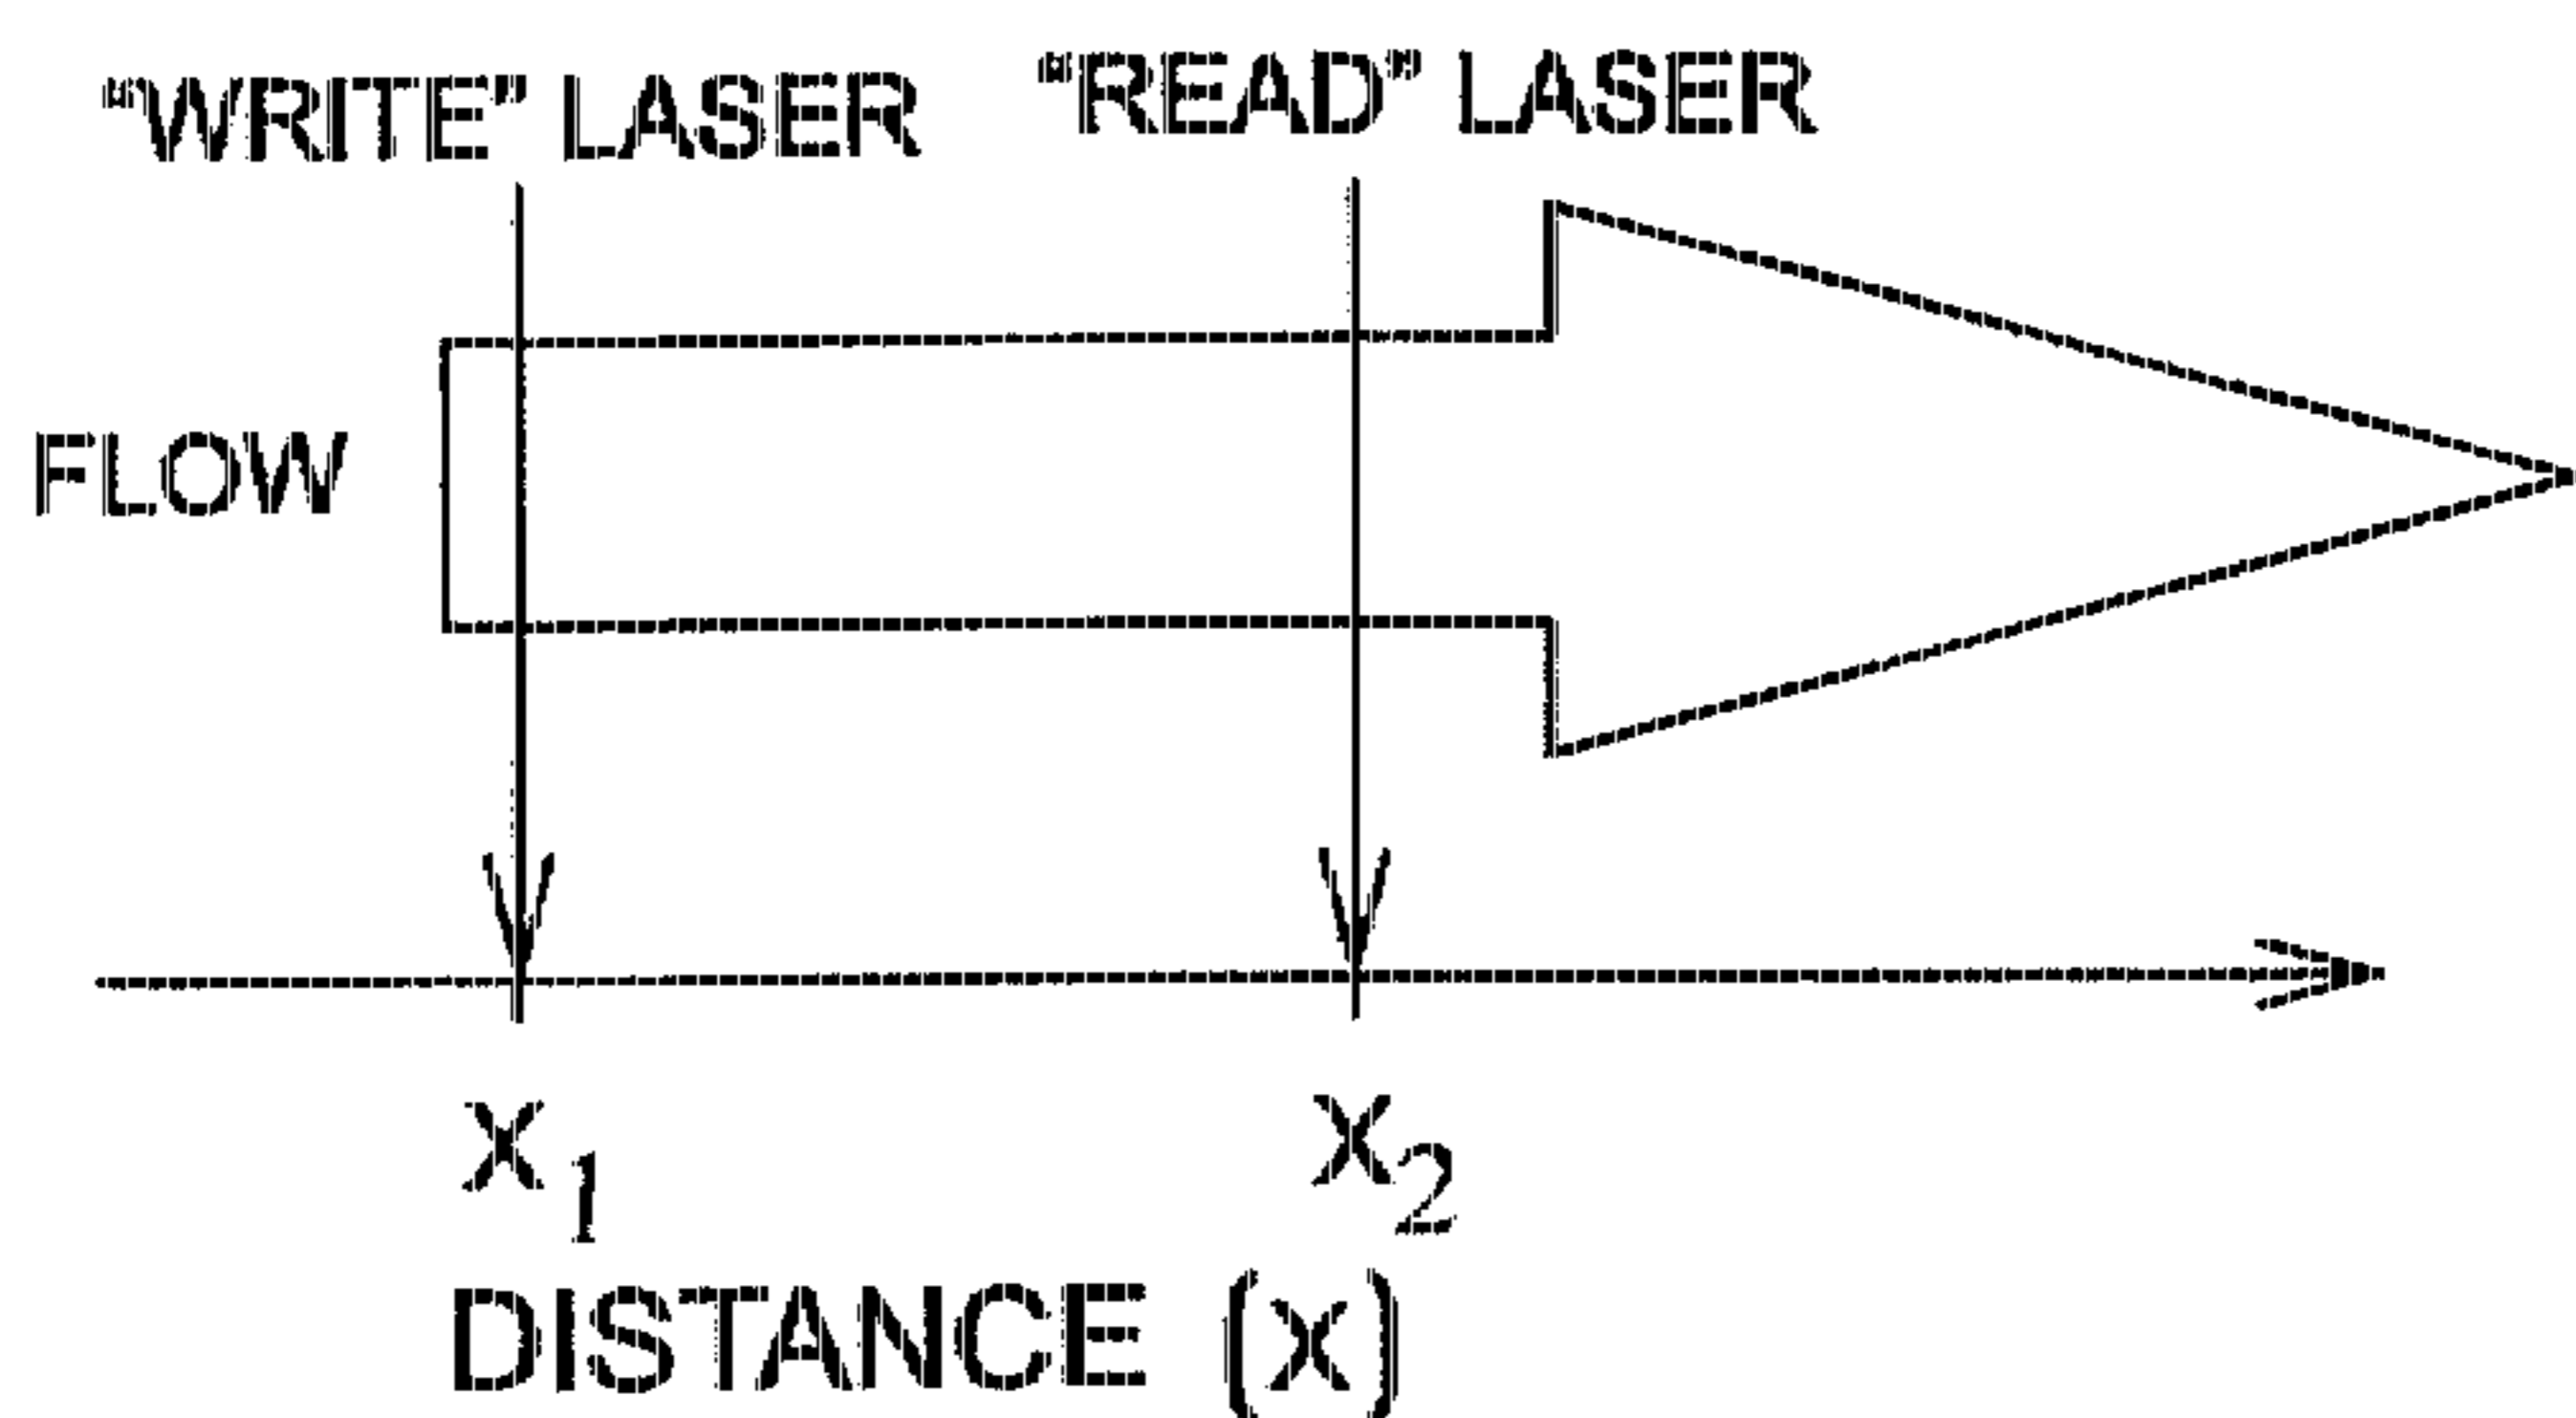 “WRITE” LASER
“READ” LASER
FLOW
X1
X2
DISTANCE (X)